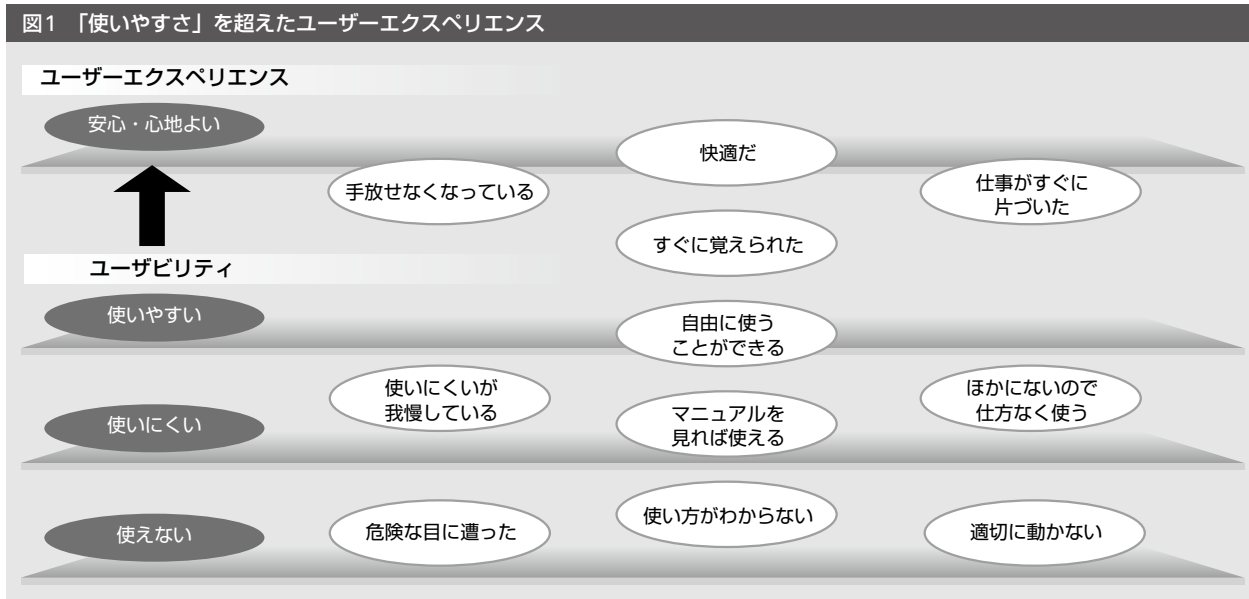 図1 「使いやすさ」を超えたユーザーエクスペリエンス
ユーザーエクスペリエンス
安心・心地よい
快適だ
手放せなくなっている
仕事がすぐに
片づいた
すぐに覚えられた
ユーザビリティ
使いやすい
自由に使う
ことができる
使いにくいが
我慢している
ほかにないので
仕方なく使う
使いにくい
マニュアルを
見れば使える
使えない
危険な目に遭った
使い方がわからない
適切に動かない